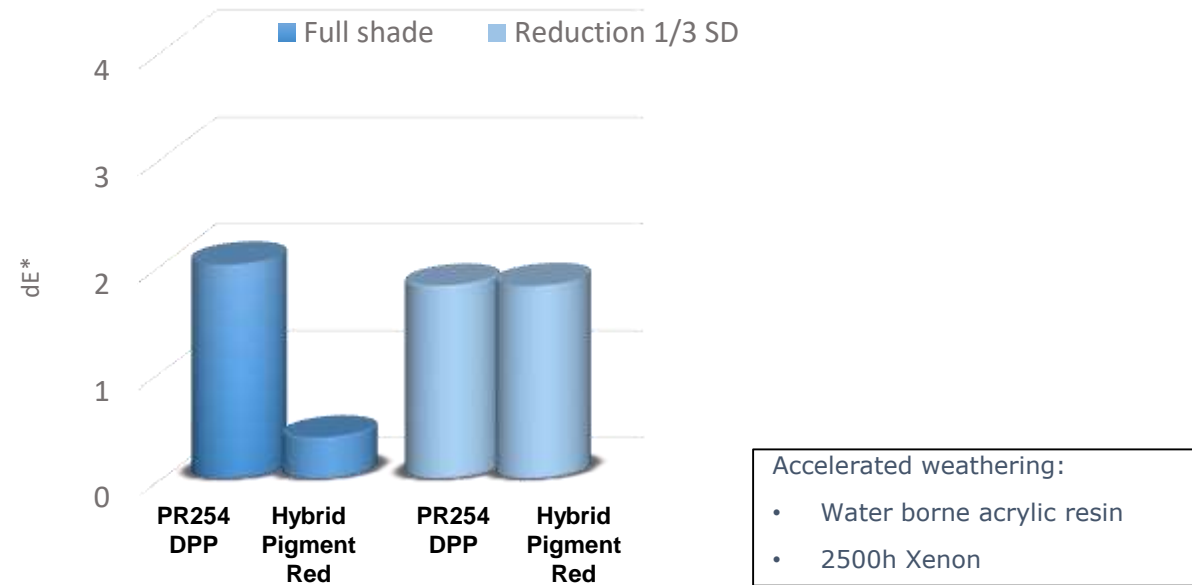 Full shade
Reduction 1/3 SD
4
3
2
1
0
dE*
PR254
DPP
Hybrid
Pigment
Red
PR254
DPP
Hybrid
Pigment
Red
Accelerated weathering:
• Water borne acrylic resin
• 2500h Xenon